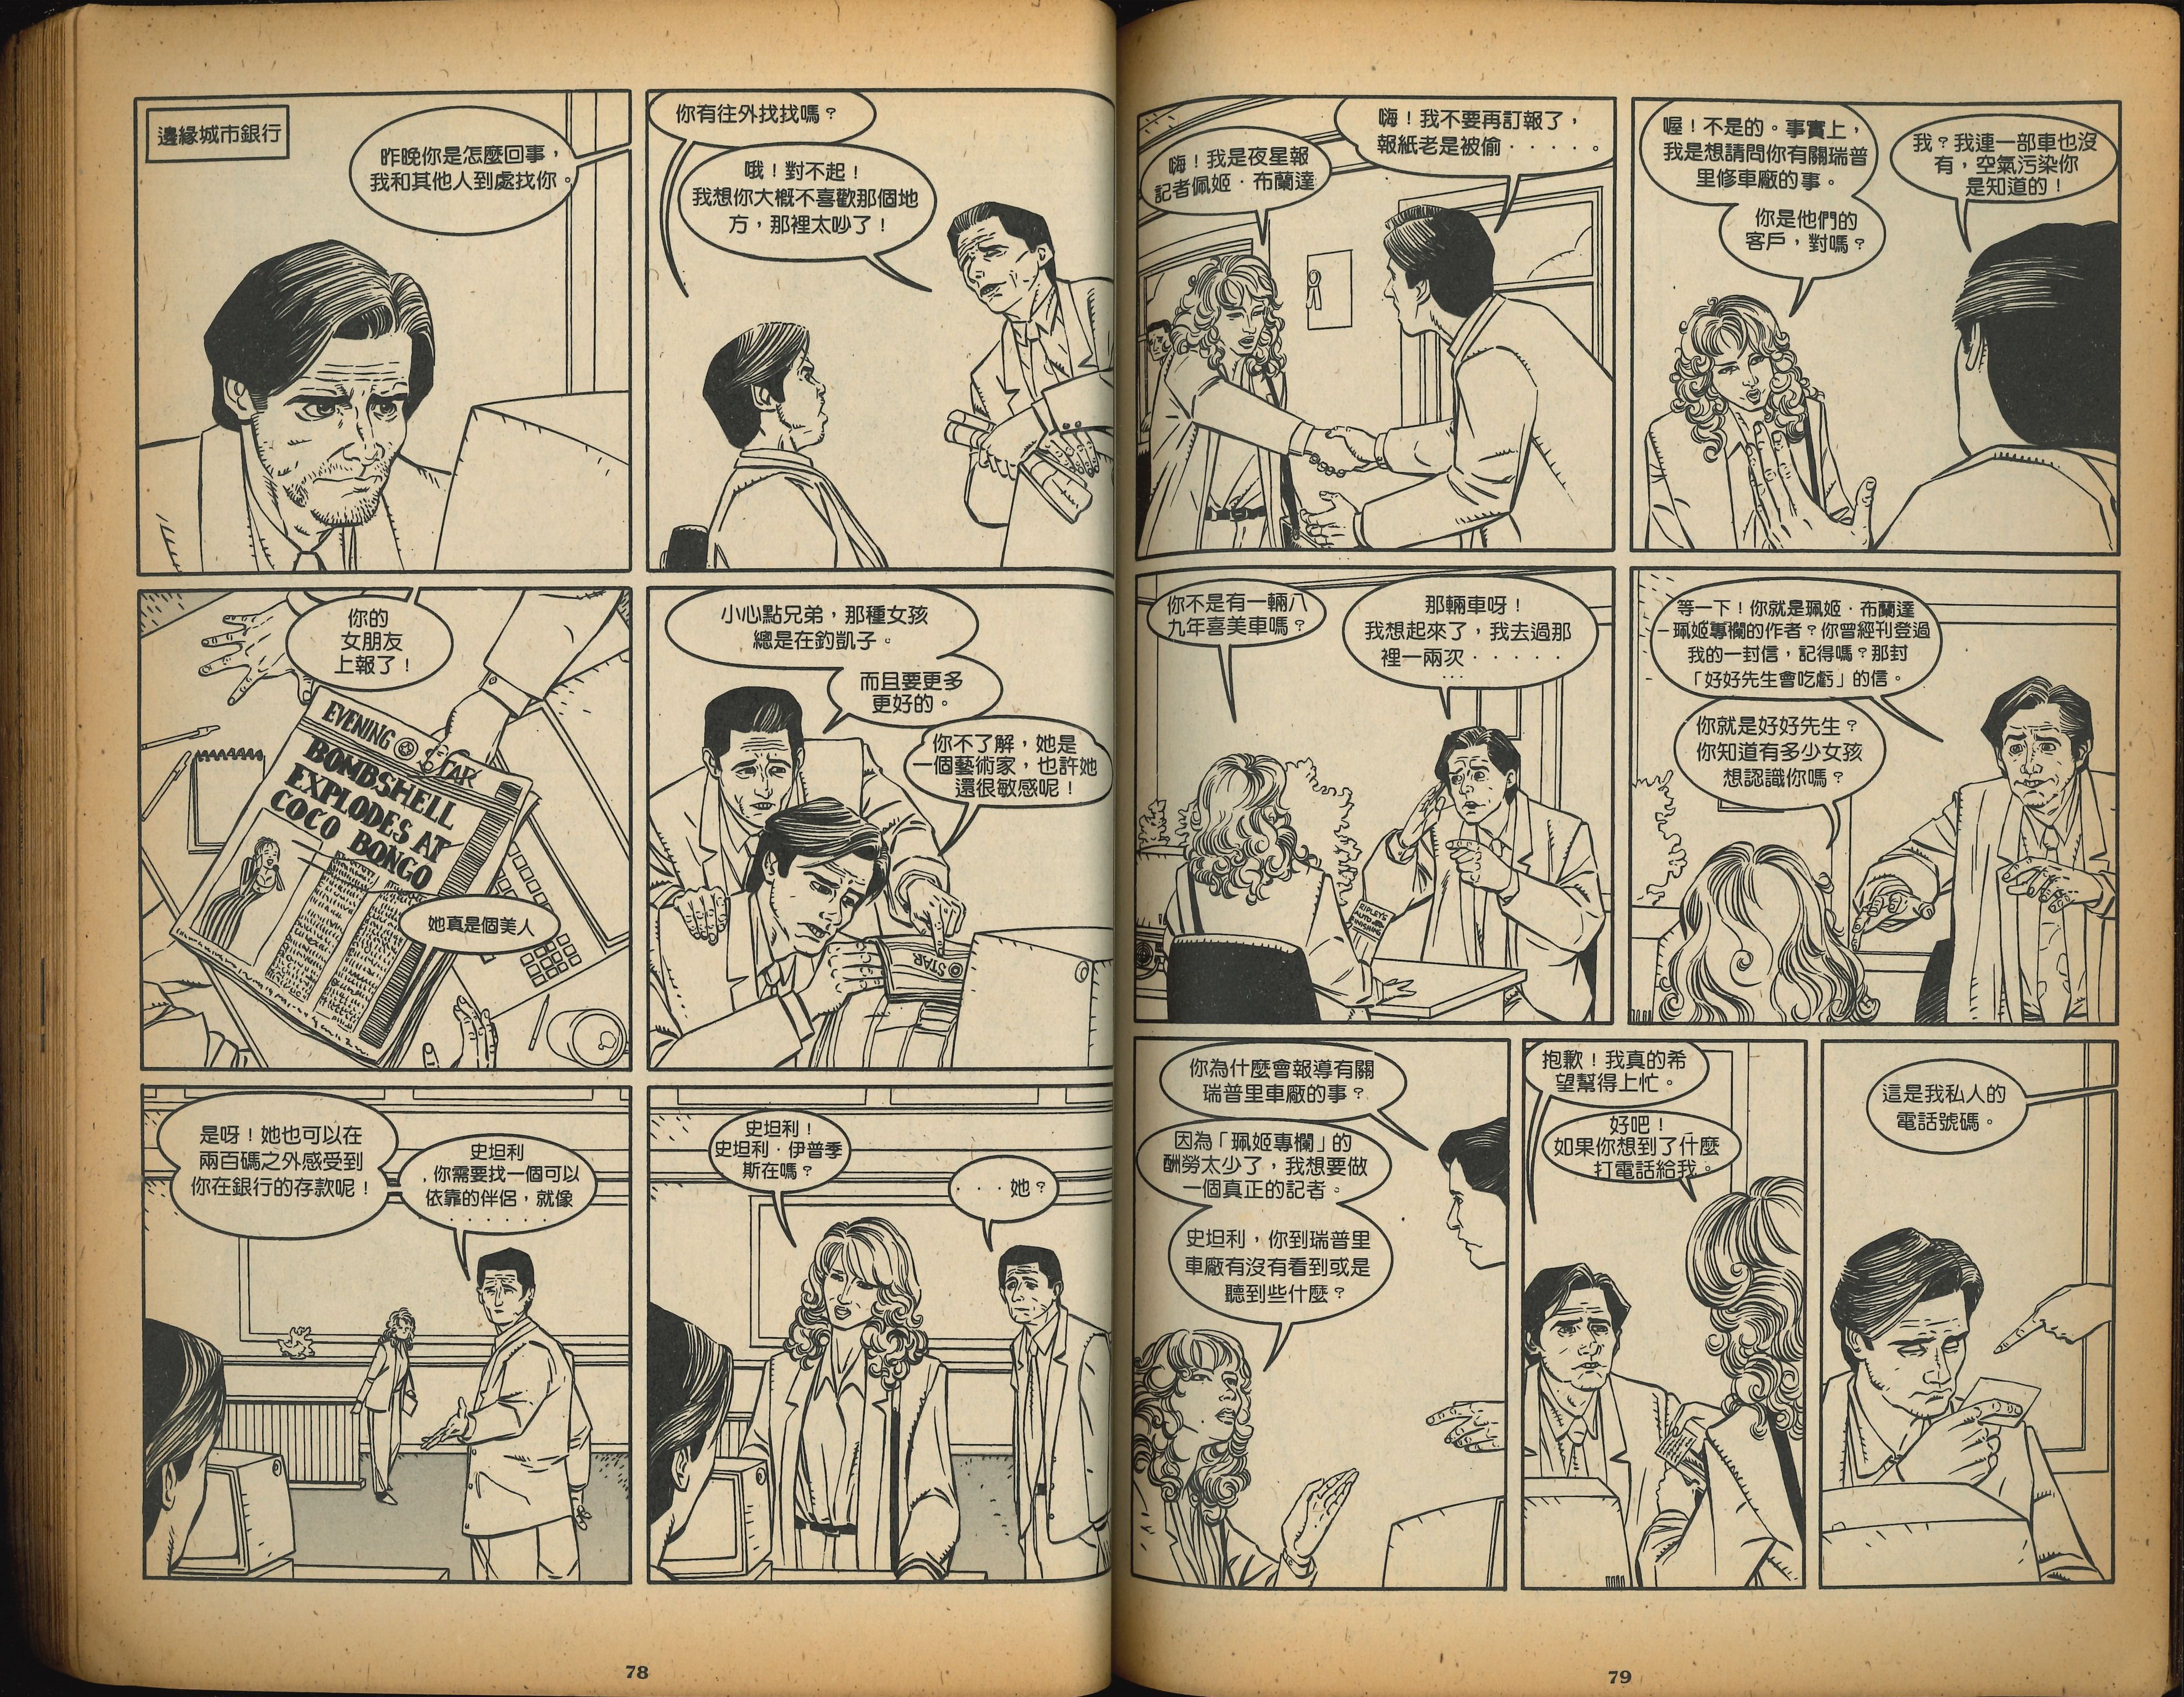 邊緣城市銀行
昨晚你是怎麼回事，
我和其他人到處找你。
你有往外找找嗎？
哦！對不起！
我想你大概不喜歡那個地
方，那裡太吵了！
你的
女朋友
上報了！
EVENING STAR
BOMBSHELL
EXPLODES AT
COCO BONGO
她真是個美人
小心點兄弟，那種女孩
總是在釣凱子。
而且要更多
更好的。
你不了解，她是
一個藝術家，也許她
還很敏感呢！
STAR
是呀！她也可以在
兩百碼之外感受到
你在銀行的存款呢！
史坦利
，你需要找一個可以
依靠的伴侶，就像
．．．．．．
史坦利！
史坦利．伊普季
斯在嗎？
．．．她？
78
嗨！我是夜星報
記者佩姬．布蘭達
嗨！我不要再訂報了，
報紙老是被偷．．．．。
喔！不是的。事實上，
我是想請問你有關瑞普
里修車廠的事。
你是他們的
客戶，對嗎？
我？我連一部車也沒
有，空氣污染你
是知道的！
你不是有一輛八
九年喜美車嗎？
那輛車呀！
我想起來了，我去過那
裡一兩次．．．．．
．．．
RIPLEY'S
AUTO
FINISHING
等一下！你就是珮姬．布蘭達
－珮姬專欄的作者？你曾經刊登過
我的一封信，記得嗎？那封
「好好先生會吃虧」的信。
你就是好好先生？
你知道有多少女孩
想認識你嗎？
你為什麼會報導有關
瑞普里車廠的事？
因為「珮姬專欄」的
酬勞太少了，我想要做
一個真正的記者。
史坦利，你到瑞普里
車廠有沒有看到或是
聽到些什麼？
抱歉！我真的希
望幫得上忙。
好吧！
如果你想到了什麼
打電話給我。
這是我私人的
電話號碼。
79